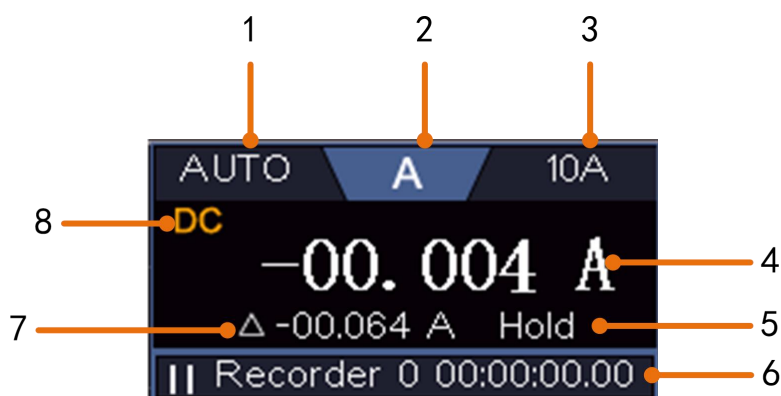 1 2 3
AUTO A 10A
8 DC
-00.004 A 4
7 △ -00.064 A Hold 5
|| Recorder 0 00:00:00.00 6